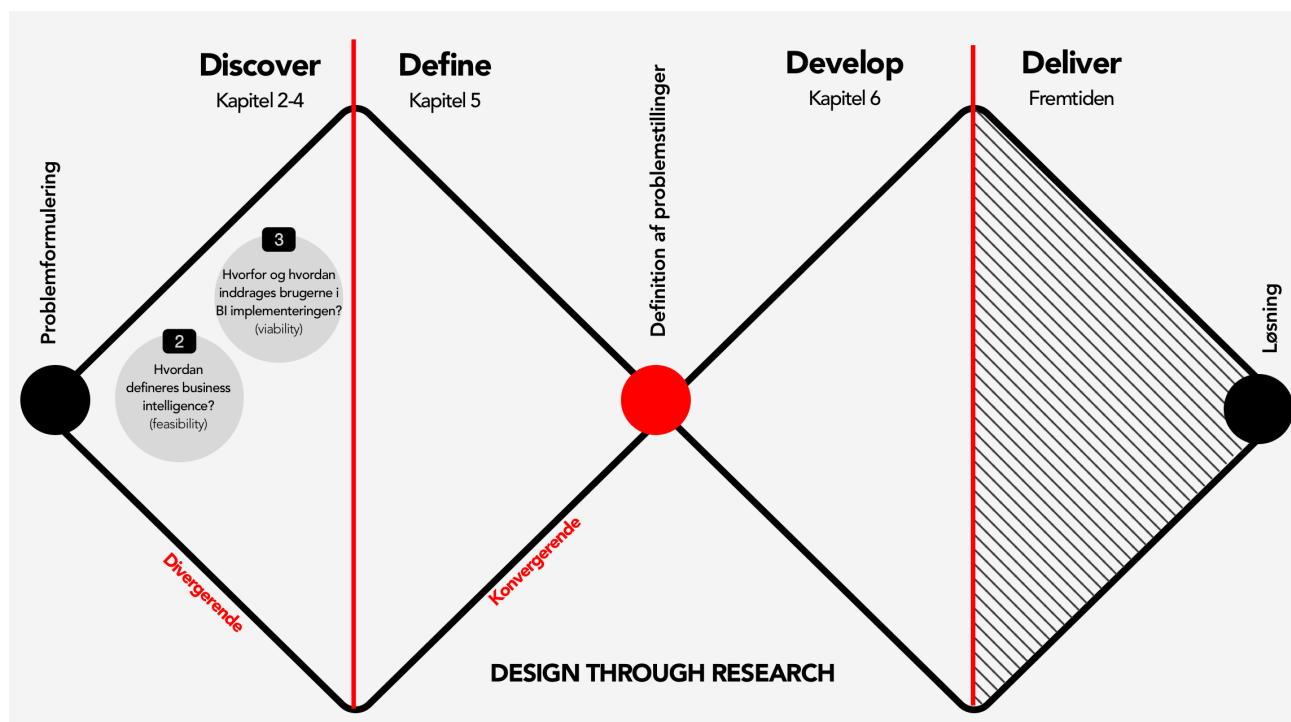 Discover
Kapitel 2-4
Define
Kapitel 5
Develop
Kapitel 6
Deliver
Fremtiden
Problemformulering
3
Hvorfor og hvordan
inddrages brugerne i
BI implementeringen?
(viability)
2
Hvordan
defineres business
intelligence?
(feasibility)
Definition af problemstillinger
Løsning
Divergerende
Konvergerende
DESIGN THROUGH RESEARCH